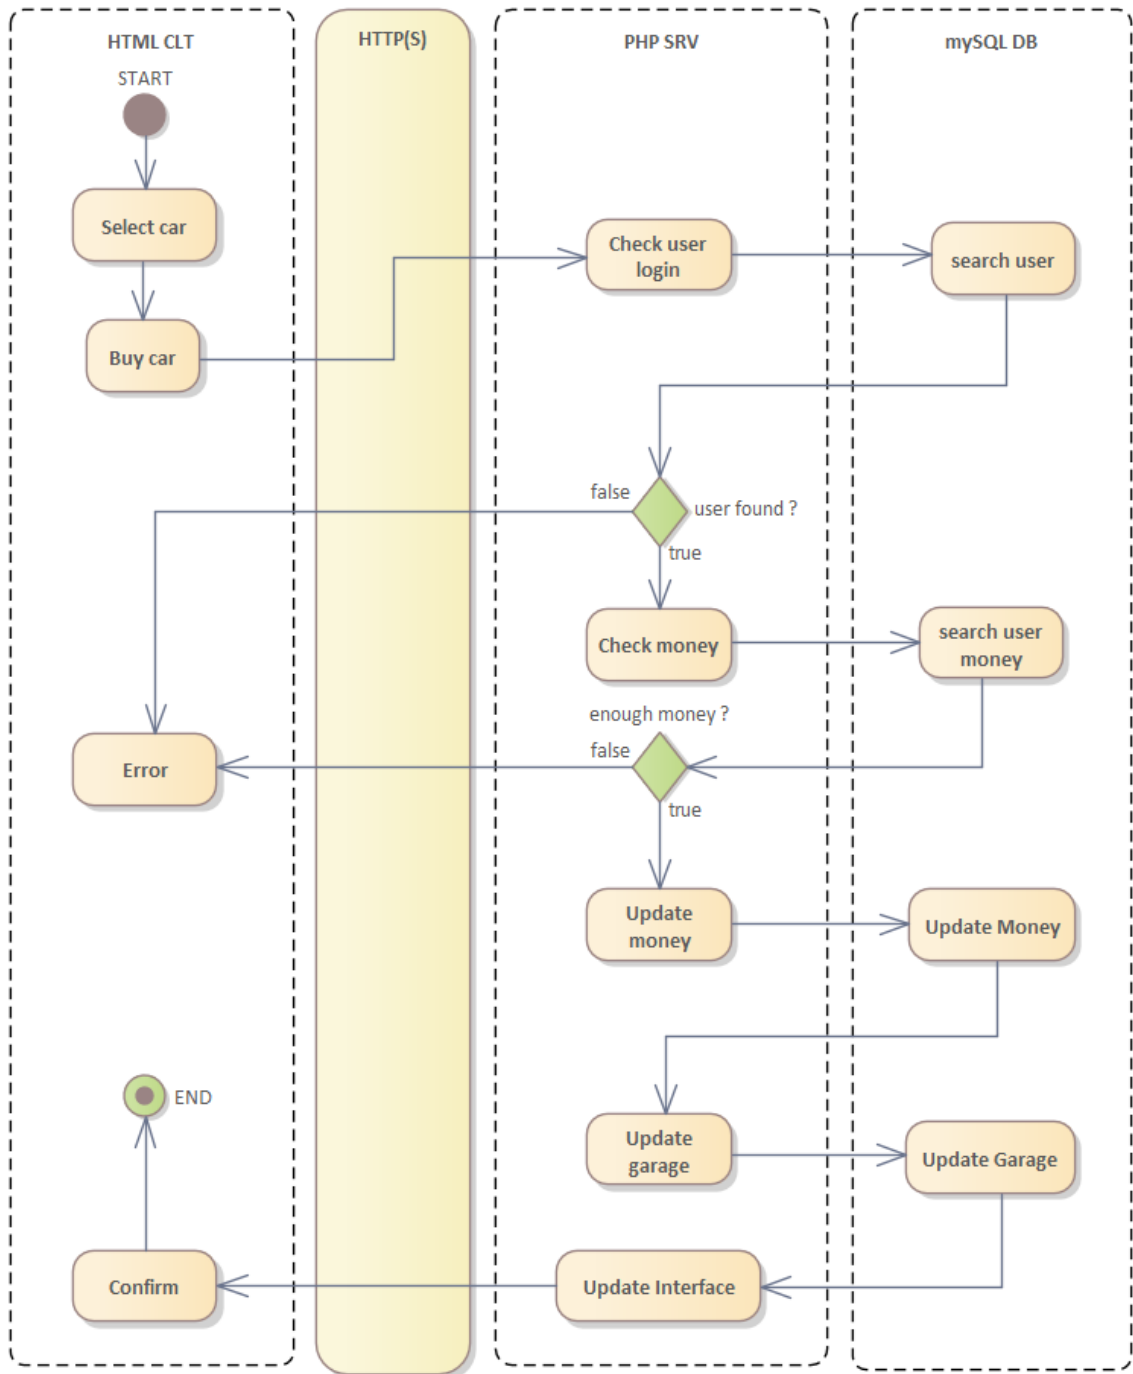 HTML CLT
HTTP(S)
PHP SRV
mySQL DB
START
Select car
Check user
login
search user
Buy car
false
user found ?
true
Check money
search user
money
enough money ?
false
Error
true
Update
money
Update Money
END
Update
garage
Update Garage
Confirm
Update Interface